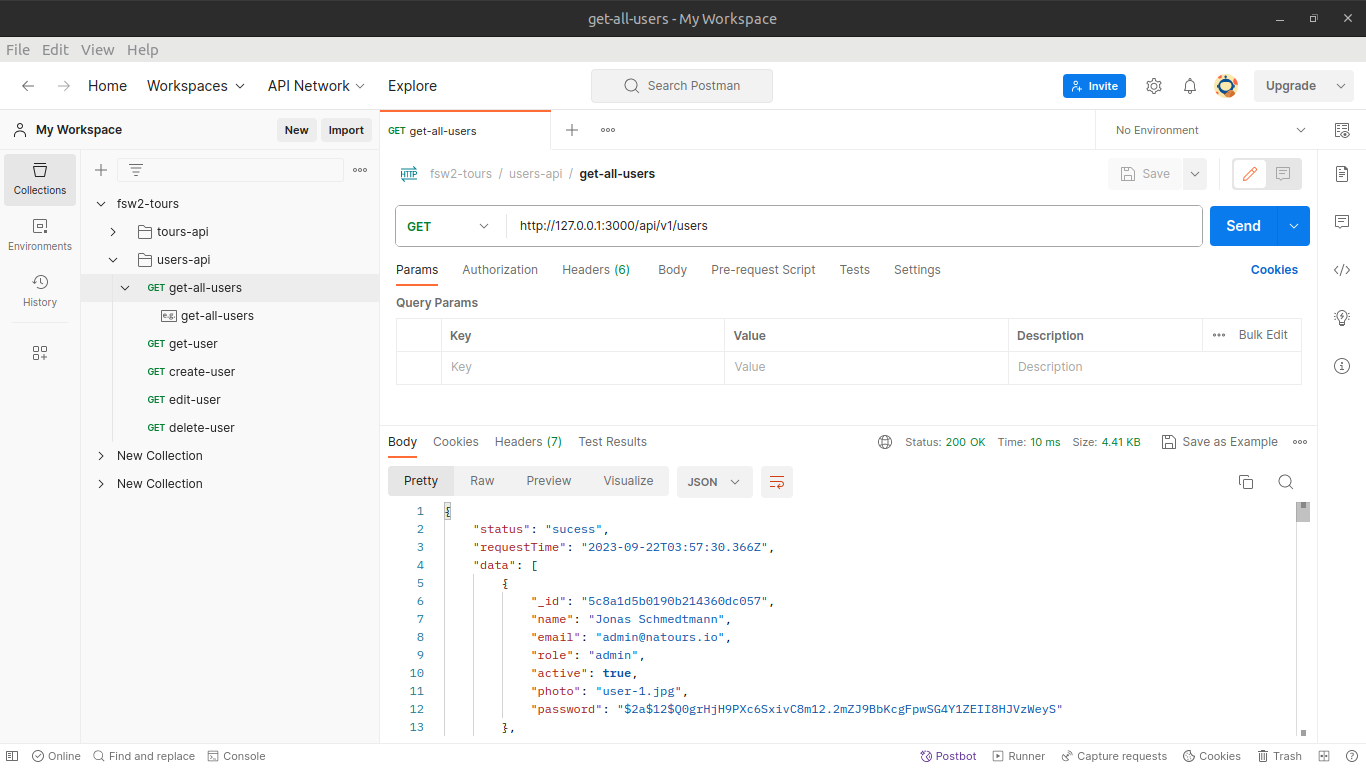 get-all-users - My Workspace
File Edit View Help
Home Workspaces API Network Explore Search Postman Invite Upgrade
My Workspace New Import GET get-all-users No Environment
Collections
Environments
History
fsw2-tours
tours-api
users-api
GET get-all-users
e.g. get-all-users
GET get-user
GET create-user
GET edit-user
GET delete-user
New Collection
New Collection
HTTP fsw2-tours / users-api / get-all-users Save
GET http://127.0.0.1:3000/api/v1/users Send
Params Authorization Headers (6) Body Pre-request Script Tests Settings Cookies
Query Params
Key Value Description Bulk Edit
Key Value Description
Body Cookies Headers (7) Test Results Status: 200 OK Time: 10 ms Size: 4.41 KB Save as Example
Pretty Raw Preview Visualize JSON
1 {
2 "status": "sucess",
3 "requestTime": "2023-09-22T03:57:30.366Z",
4 "data": [
5 {
6 "_id": "5c8a1d5b0190b214360dc057",
7 "name": "Jonas Schmedtmann",
8 "email": "admin@natours.io",
9 "role": "admin",
10 "active": true,
11 "photo": "user-1.jpg",
12 "password": "$2a$12$Q0grHjH9PXc6SxivC8m12.2mZJ9BbKcgFpwSG4Y1ZEII8HJVzWeyS"
13 },
Online Find and replace Console Postbot Runner Capture requests Cookies Trash